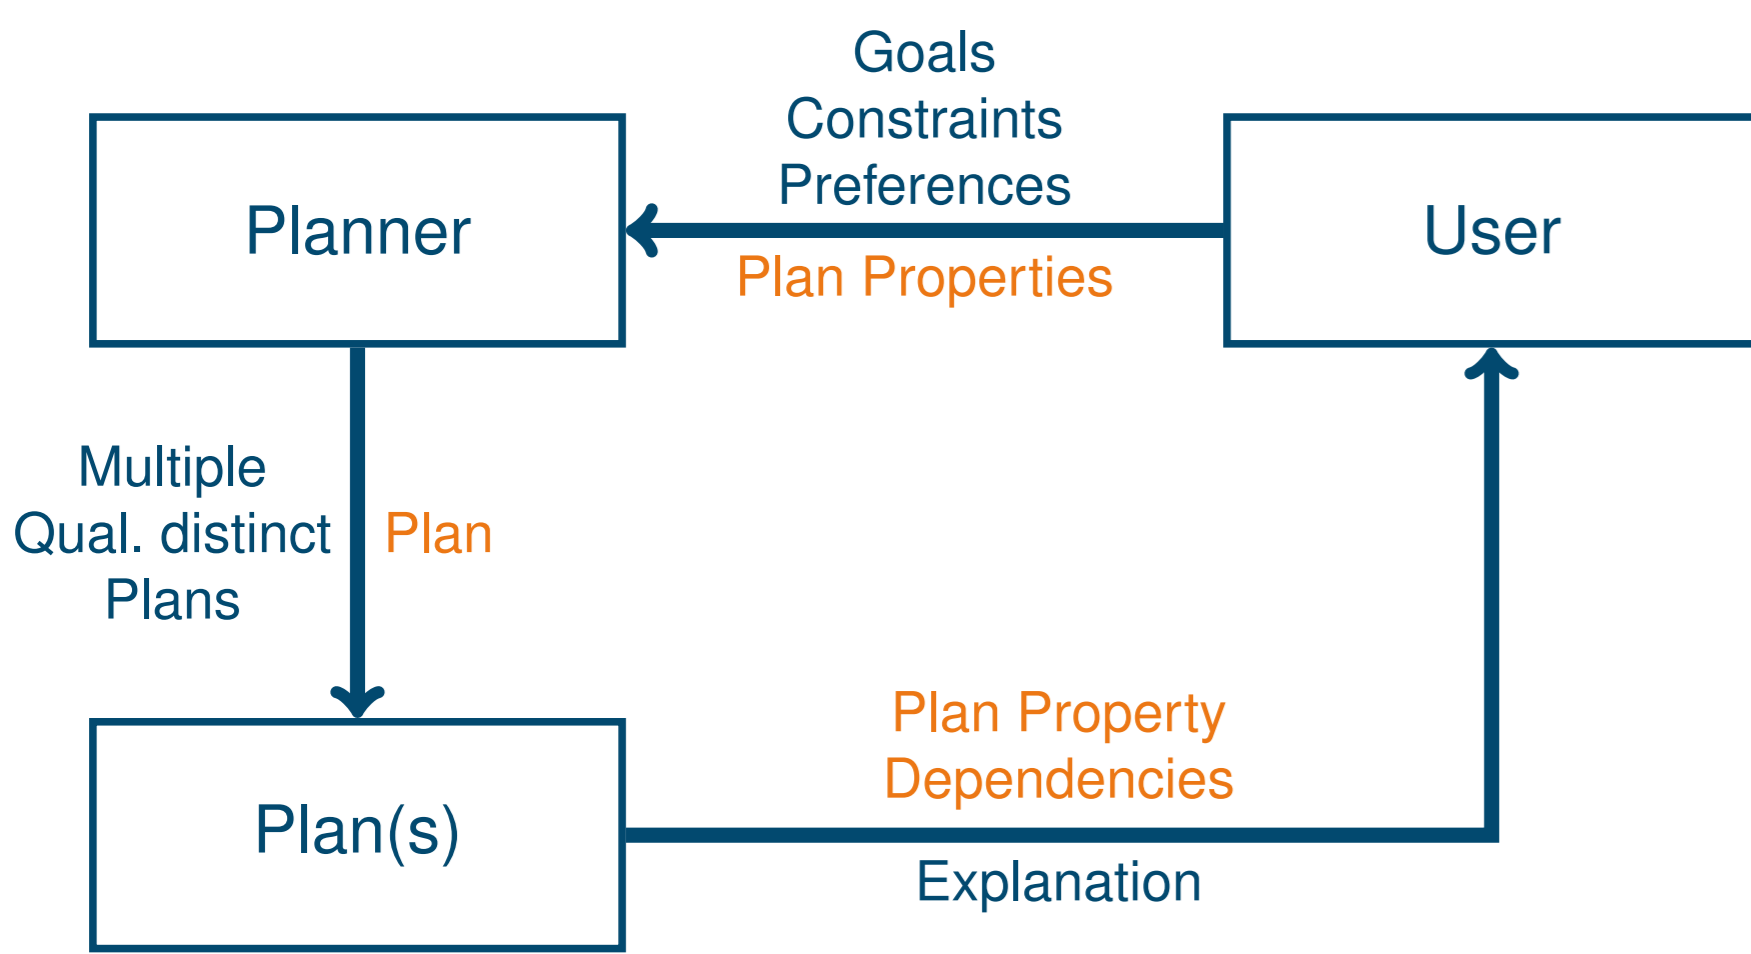 Goals
Constraints
Preferences
Planner
User
Plan Properties
Multiple
Qual. distinct
Plans
Plan
Plan Property
Dependencies
Plan(s)
Explanation